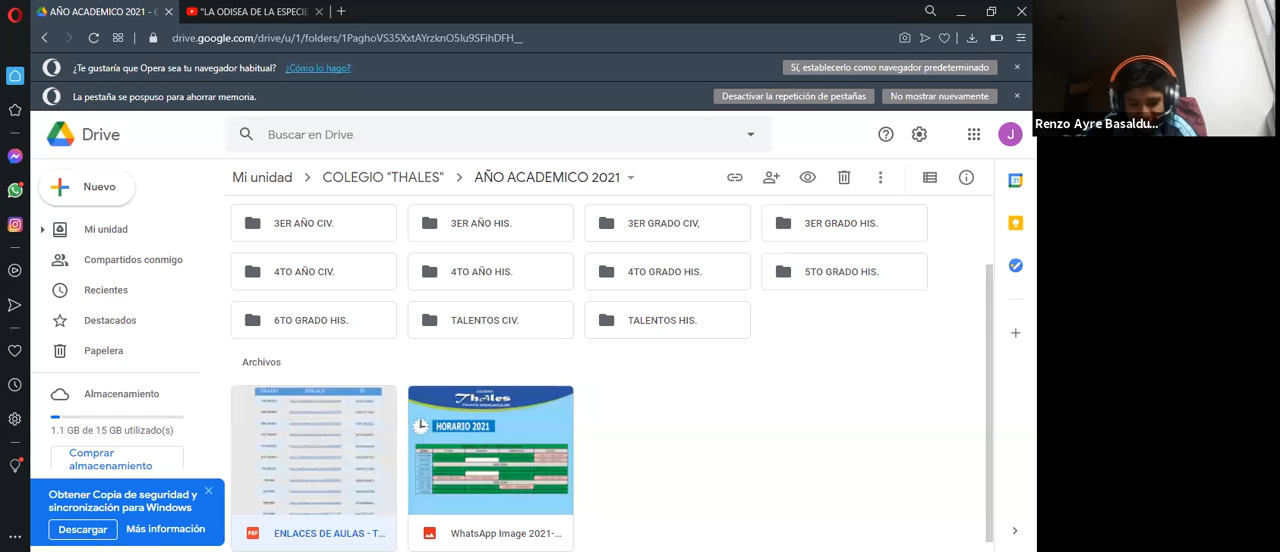 AÑO ACADEMICO 2021 - G
"LA ODISEA DE LA ESPECIE
drive.google.com/drive/u/1/folders/1PaghoVS35XxtAYrzknO5Iu9SFihDFH__
¿Te gustaría que Opera sea tu navegador habitual? ¿Cómo lo hago?
Sí, establecerlo como navegador predeterminado
La pestaña se pospuso para ahorrar memoria.
Desactivar la repetición de pestañas
No mostrar nuevamente
Renzo Ayre Basaldu...
Drive
Buscar en Drive
J
Nuevo
Mi unidad
Compartidos conmigo
Recientes
Destacados
Papelera
Almacenamiento
1.1 GB de 15 GB utilizado(s)
Comprar
almacenamiento
Obtener Copia de seguridad y
sincronización para Windows
Descargar
Más información
Mi unidad > COLEGIO "THALES" > AÑO ACADEMICO 2021
3ER AÑO CIV.
3ER AÑO HIS.
3ER GRADO CIV,
3ER GRADO HIS.
4TO AÑO CIV.
4TO AÑO HIS.
4TO GRADO HIS.
5TO GRADO HIS.
6TO GRADO HIS.
TALENTOS CIV.
TALENTOS HIS.
Archivos
GRADO
ENLACE
Thales
HORARIO 2021
PDF
ENLACES DE AULAS - T...
WhatsApp Image 2021-...
31